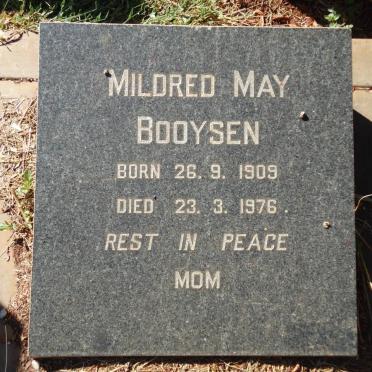 MILDRED MAY
BOOYSEN
BORN 26. 9. 1909
DIED 23. 3. 1976.
REST IN PEACE
MOM